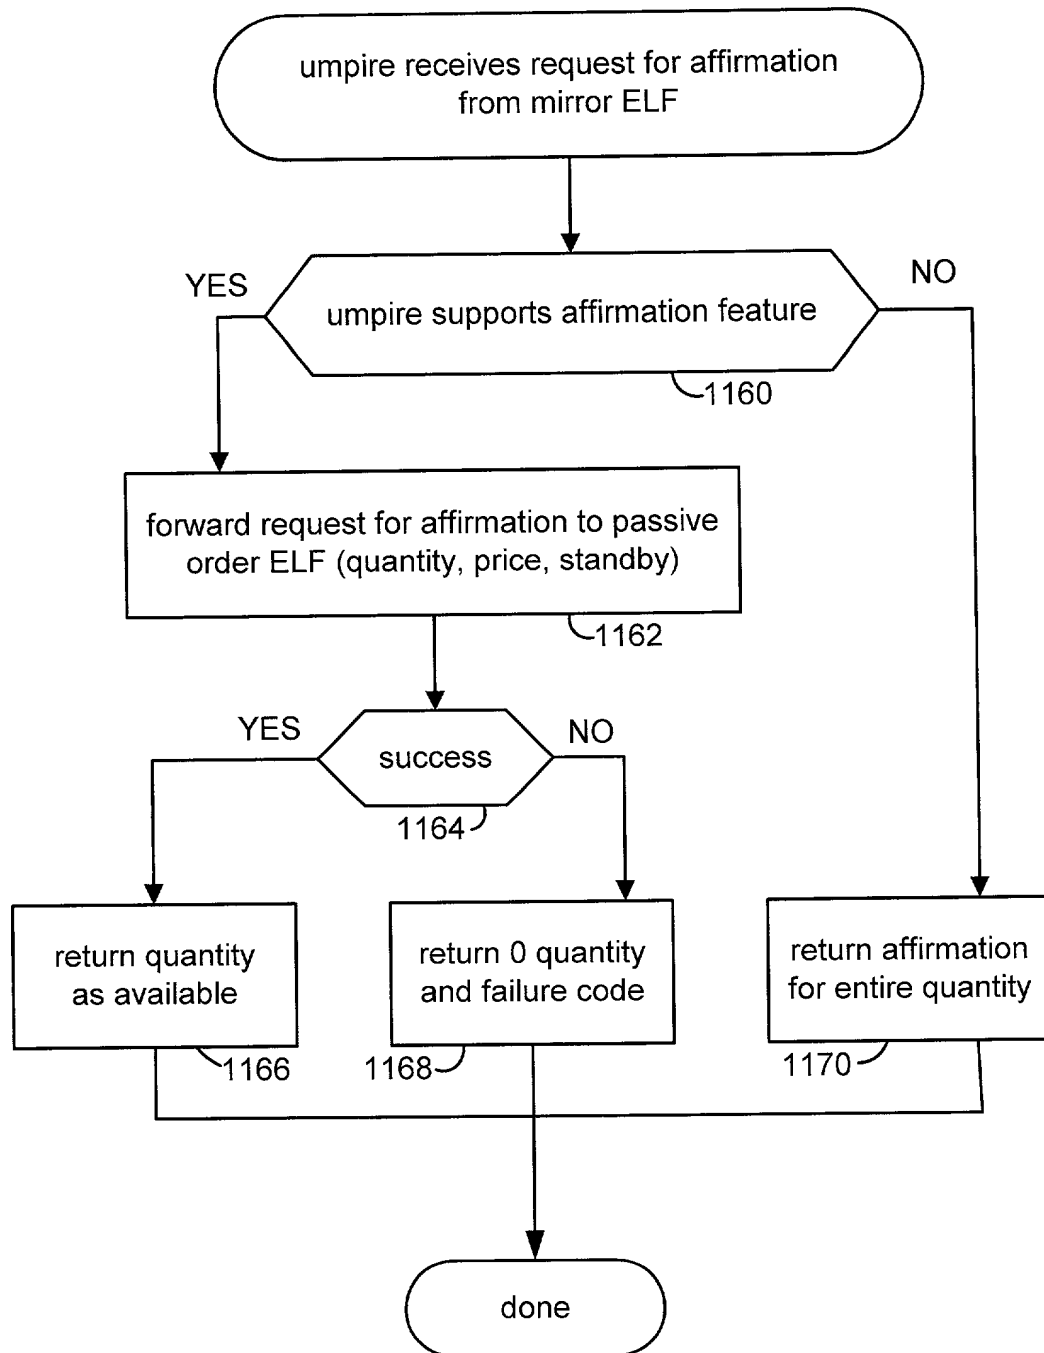 umpire receives request for affirmation
from mirror ELF
YES
NO
umpire supports affirmation feature
1160
forward request for affirmation to passive
order ELF (quantity, price, standby)
1162
YES
NO
success
1164
return quantity
as available
1166
return 0 quantity
and failure code
1168
return affirmation
for entire quantity
1170
done